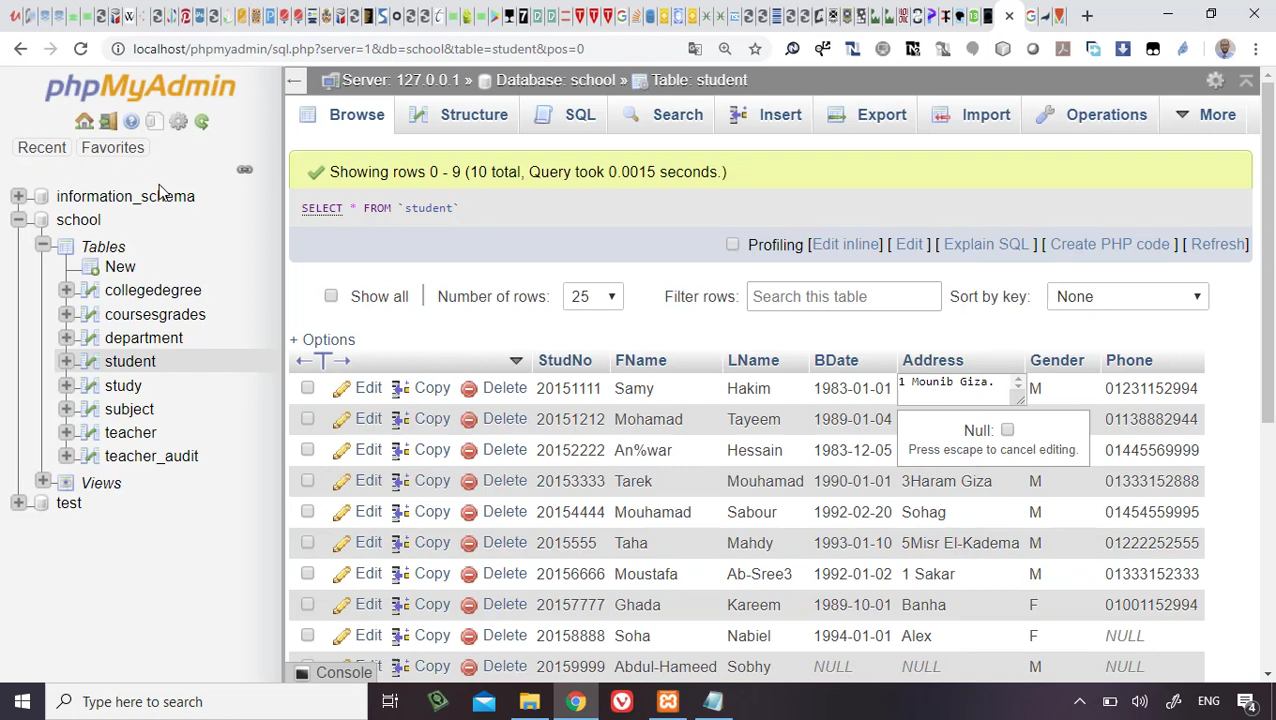 localhost/phpmyadmin/sql.php?server=1&db=school&table=student&pos=0
phpMyAdmin
Recent Favorites
information_schema
school
Tables
New
collegedegree
coursesgrades
department
student
study
subject
teacher
teacher_audit
Views
test
Server: 127.0.0.1 » Database: school » Table: student
Browse Structure SQL Search Insert Export Import Operations More
Showing rows 0 - 9 (10 total, Query took 0.0015 seconds.)
SELECT * FROM `student`
Profiling [Edit inline] [ Edit ] [ Explain SQL ] [ Create PHP code ] [ Refresh]
Show all Number of rows: 25 Filter rows: Search this table Sort by key: None
+ Options
←T→ StudNo FName LName BDate Address Gender Phone
Edit Copy Delete 20151111 Samy Hakim 1983-01-01 1 Mounib Giza. M 01231152994
Edit Copy Delete 20151212 Mohamad Tayeem 1989-01-04 01138882944
Null:
Press escape to cancel editing.
Edit Copy Delete 20152222 An%war Hessain 1983-12-05 01445569999
Edit Copy Delete 20153333 Tarek Mouhamad 1990-01-01 3Haram Giza M 01333152888
Edit Copy Delete 20154444 Mouhamad Sabour 1992-02-20 Sohag M 01454559995
Edit Copy Delete 2015555 Taha Mahdy 1993-01-10 5Misr El-Kadema M 01222252555
Edit Copy Delete 20156666 Moustafa Ab-Sree3 1992-01-02 1 Sakar M 01333152333
Edit Copy Delete 20157777 Ghada Kareem 1989-10-01 Banha F 01001152994
Edit Copy Delete 20158888 Soha Nabiel 1994-01-01 Alex F NULL
Edit Copy Delete 20159999 Abdul-Hameed Sobhy NULL NULL M NULL
Console
Type here to search
ENG
4